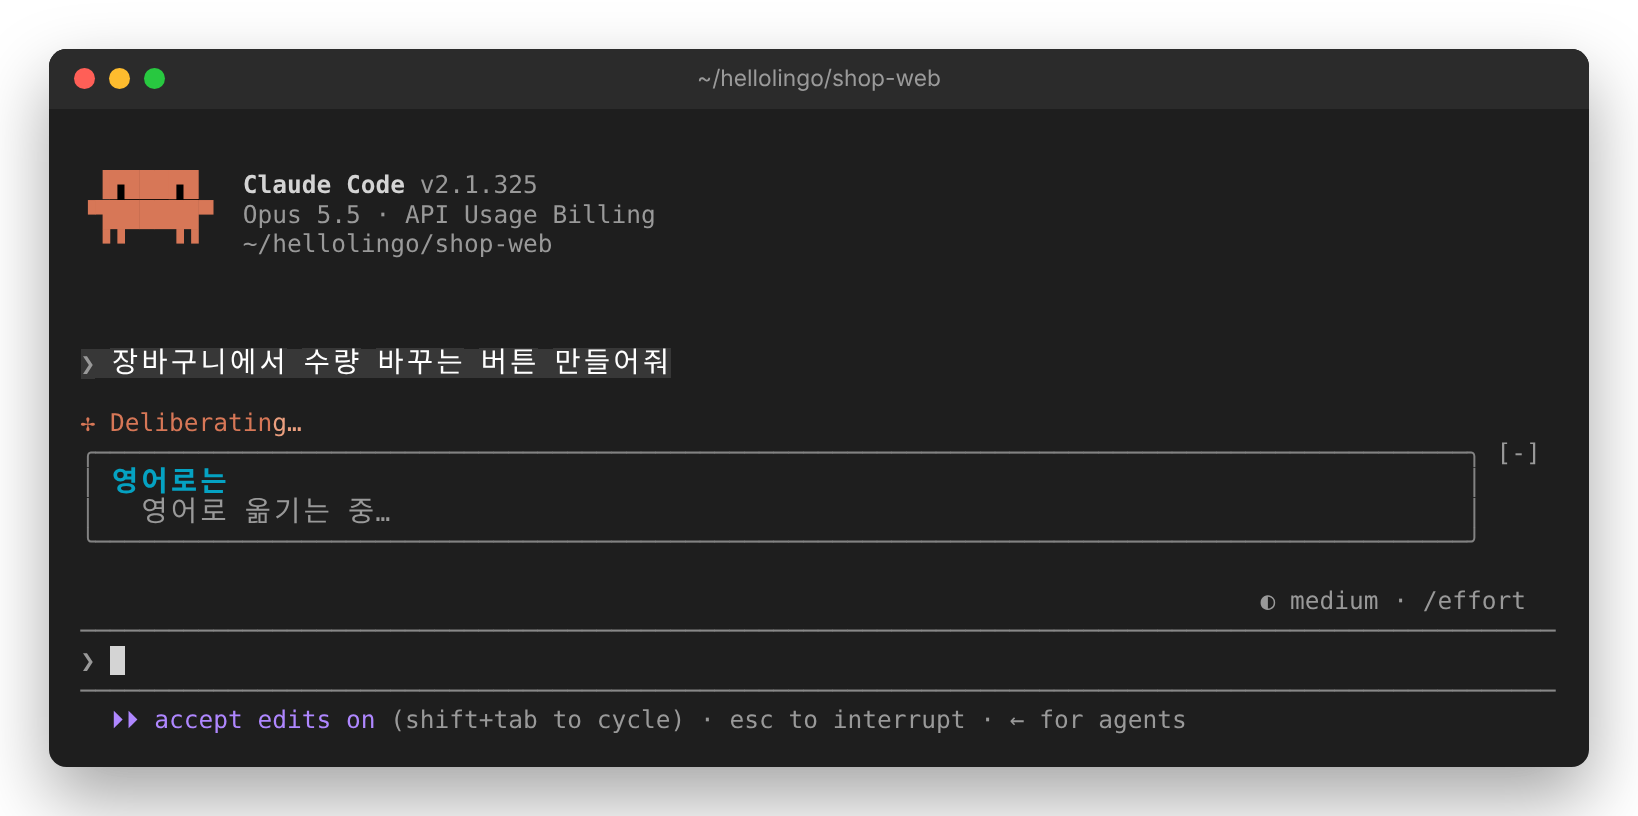 ~/hellolingo/shop-web
Claude Code v2.1.325
Opus 5.5 · API Usage Billing
~/hellolingo/shop-web
❯ 장바구니에서 수량 바꾸는 버튼 만들어줘
✢ Deliberating…
[-]
영어로는
영어로 옮기는 중…
◐ medium · /effort
❯
⏵⏵ accept edits on (shift+tab to cycle) · esc to interrupt · ← for agents